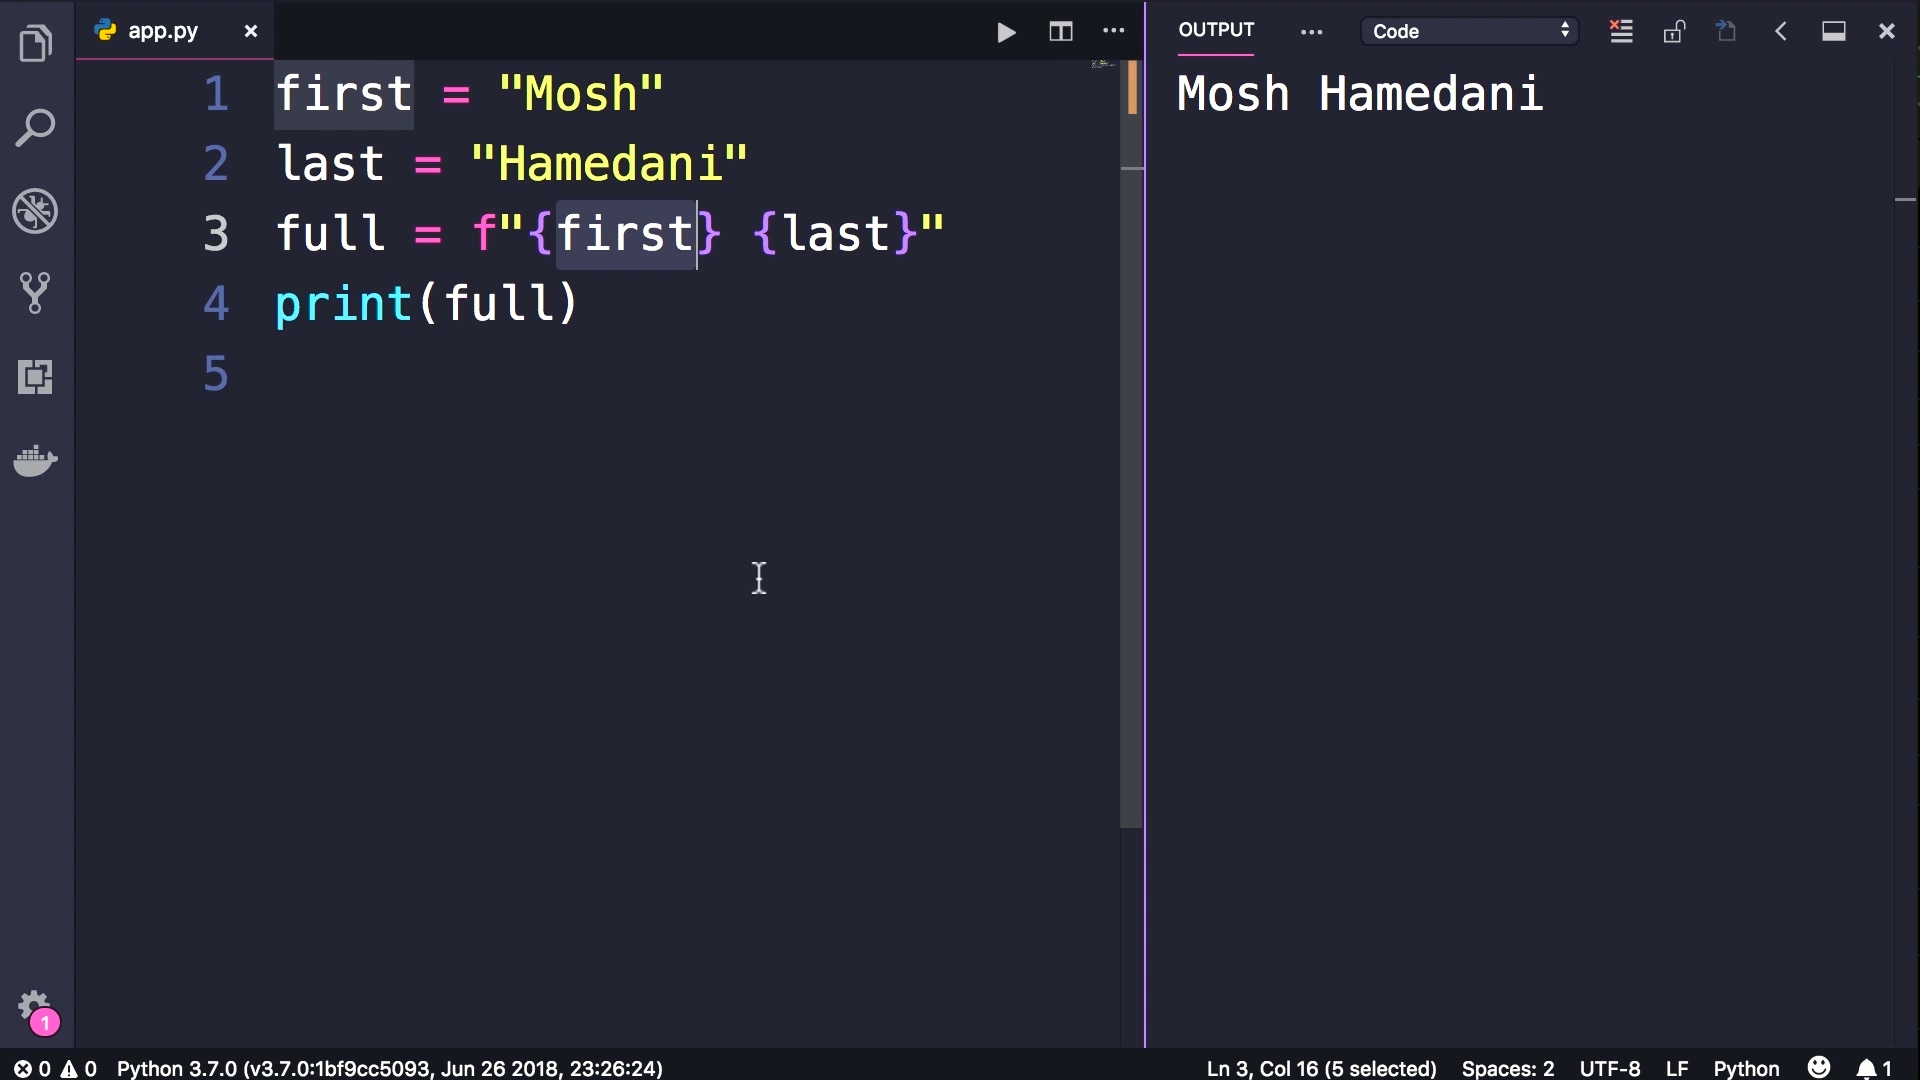 app.py
OUTPUT
Code
1 first = "Mosh"
2 last = "Hamedani"
3 full = f"{first} {last}"
4 print(full)
5
Mosh Hamedani
1
0 0 Python 3.7.0 (v3.7.0:1bf9cc5093, Jun 26 2018, 23:26:24) Ln 3, Col 16 (5 selected) Spaces: 2 UTF-8 LF Python 1